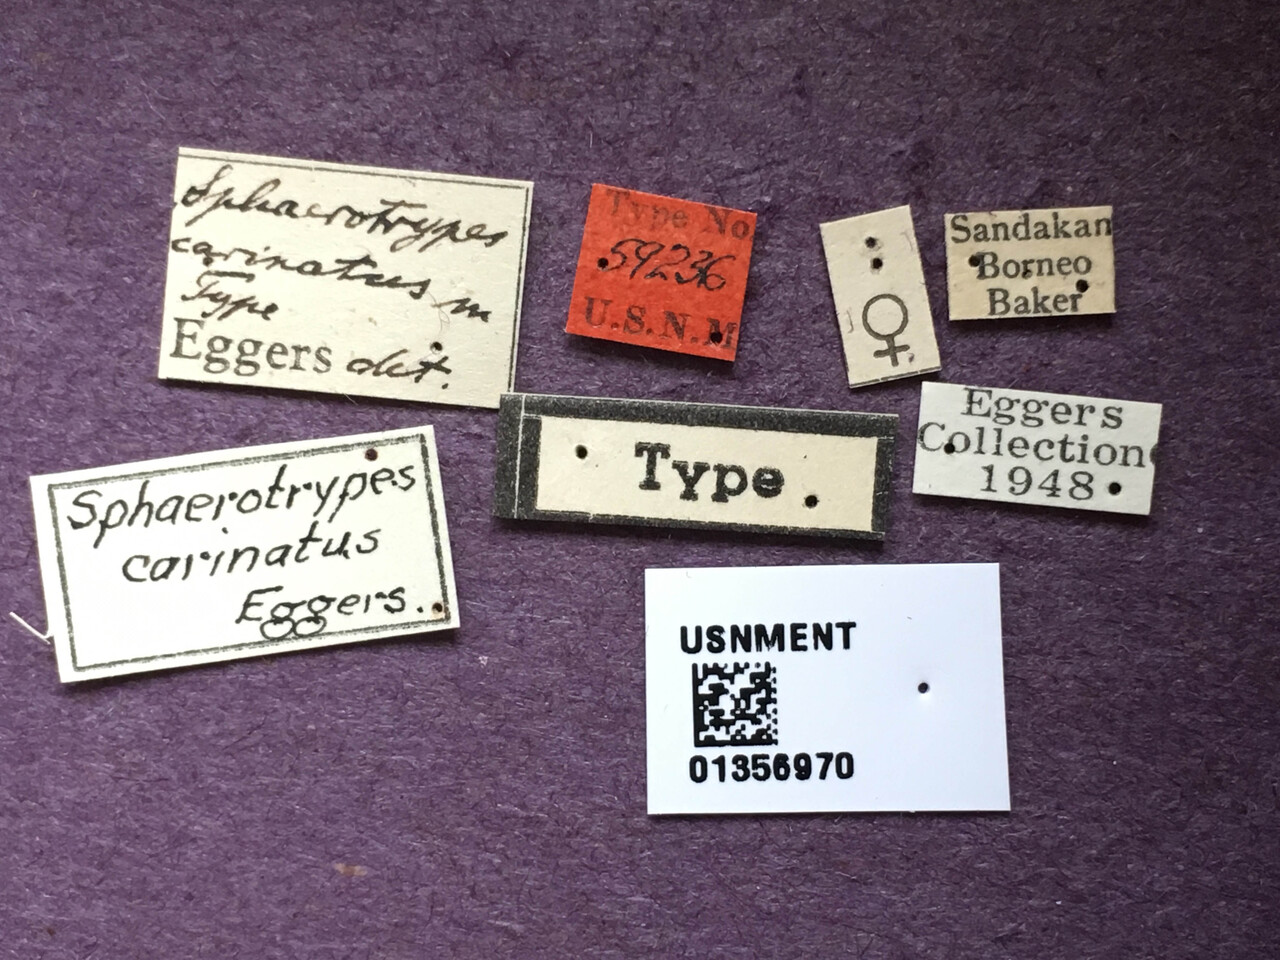 Sphaerotrypes
carinatus m
Type
Eggers det.
Type No
59236
U.S.N.M
♀
Sandakan
Borneo
Baker
Eggers
Collection
1948
Type
Sphaerotrypes
carinatus
Eggers.
USNMENT
01356970